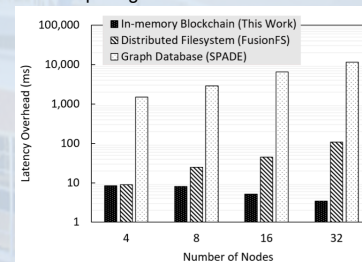 100,000
10,000
1,000
100
10
1
Latency Overhead (ms)
In-memory Blockchain (This Work)
Distributed Filesystem (FusionFS)
Graph Database (SPADE)
4 8 16 32
Number of Nodes